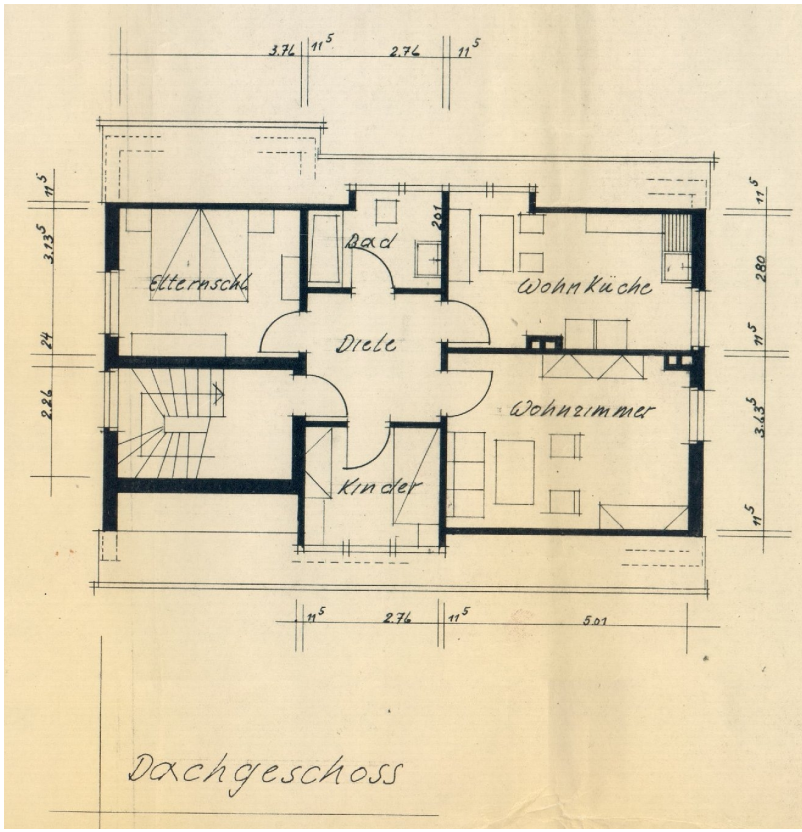 3.76 11⁵ 2.76 11⁵
11⁵
3.13⁵
24
2.26
Elternschl
Bad
201
WohnKüche
Diele
Wohnzimmer
Kinder
11⁵
280
11⁵
3.63⁵
11⁵
11⁵ 2.76 11⁵ 5.01
Dachgeschoss